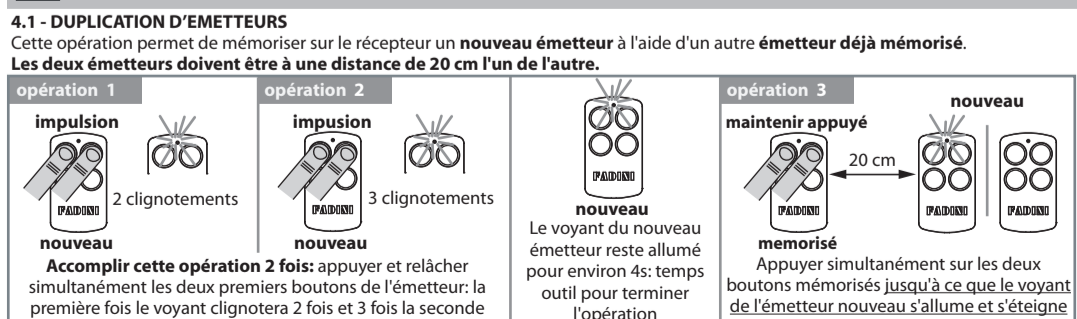 4.1 - DUPLICATION D'EMETTEURS
Cette opération permet de mémoriser sur le récepteur un nouveau émetteur à l'aide d'un autre émetteur déjà mémorisé.
Les deux émetteurs doivent être à une distance de 20 cm l'un de l'autre.
opération 1
impulsion
2 clignotements
FADINI
nouveau
opération 2
impusion
3 clignotements
FADINI
nouveau
Accomplir cette opération 2 fois: appuyer et relâcher
simultanément les deux premiers boutons de l'émetteur: la
première fois le voyant clignotera 2 fois et 3 fois la seconde
FADINI
nouveau
Le voyant du nouveau
émetteur reste allumé
pour environ 4s: temps
outil pour terminer
l'opération
opération 3
nouveau
maintenir appuyé
20 cm
FADINI
FADINI
FADINI
memorisé
Appuyer simultanément sur les deux
boutons mémorisés jusqu'à ce que le voyant
de l'émetteur nouveau s'allume et s'éteigne